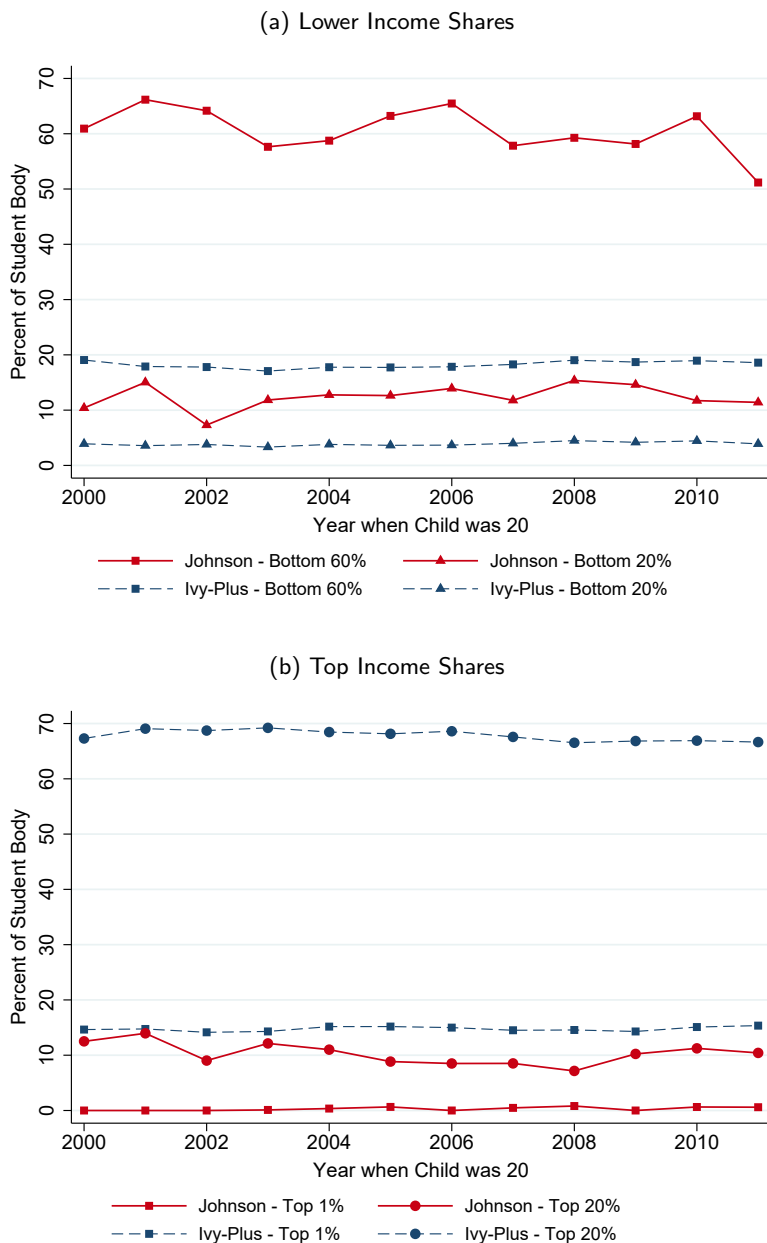 (a) Lower Income Shares
Percent of Student Body
70
60
50
40
30
20
10
0
2000 2002 2004 2006 2008 2010
Year when Child was 20
Johnson - Bottom 60% Johnson - Bottom 20%
Ivy-Plus - Bottom 60% Ivy-Plus - Bottom 20%
(b) Top Income Shares
Percent of Student Body
70
60
50
40
30
20
10
0
2000 2002 2004 2006 2008 2010
Year when Child was 20
Johnson - Top 1% Johnson - Top 20%
Ivy-Plus - Top 1% Ivy-Plus - Top 20%